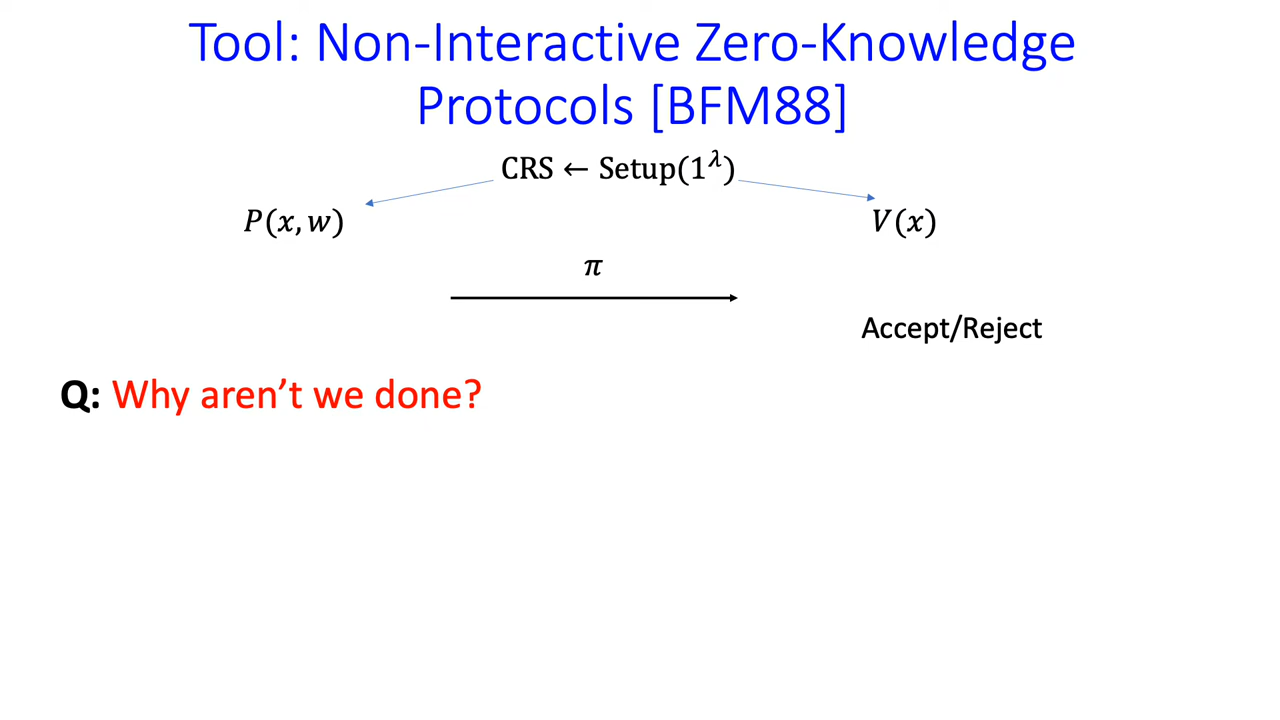 Tool: Non-Interactive Zero-Knowledge
Protocols [BFM88]
CRS ← Setup(1^λ)
P(x, w)
V(x)
π
Accept/Reject
Q: Why aren’t we done?